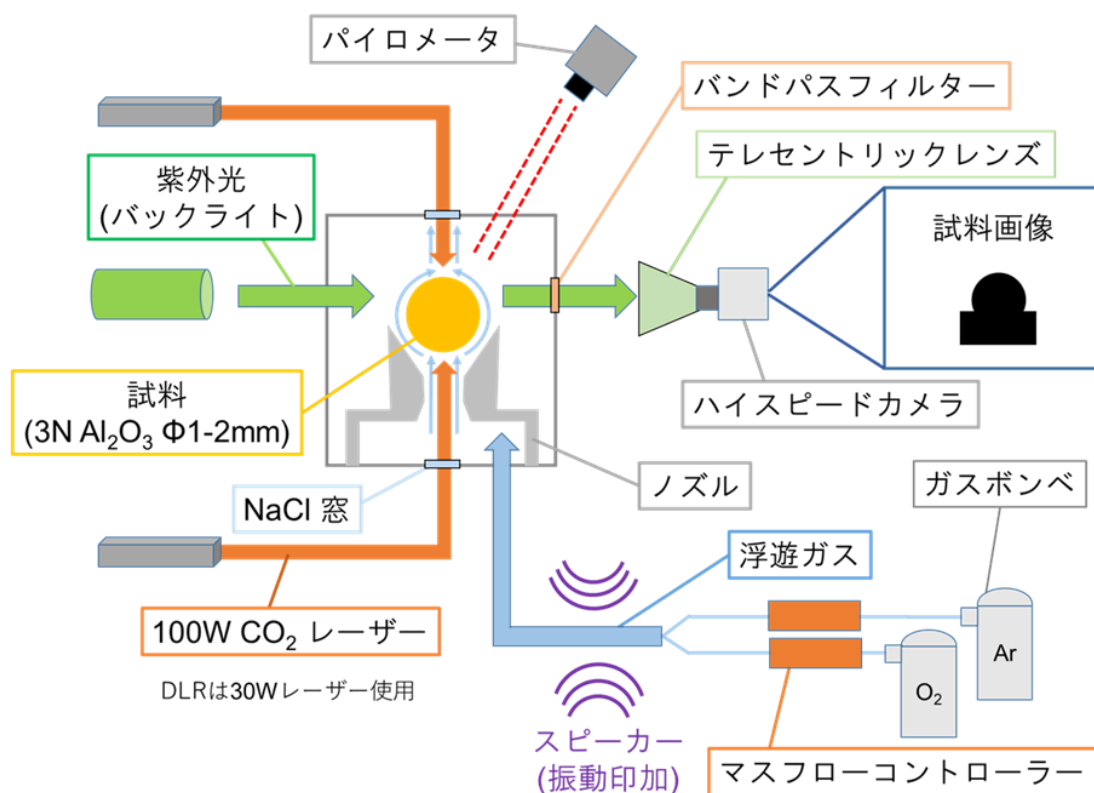 パイロメータ
バンドパスフィルター
テレセントリックレンズ
紫外光
(バックライト)
試料画像
試料
(3N Al₂O₃ Φ1-2mm)
ハイスピードカメラ
ノズル
ガスボンベ
NaCl 窓
浮遊ガス
100W CO₂ レーザー
Ar
O₂
DLRは30Wレーザー使用
スピーカー
(振動印加)
マスフローコントローラー